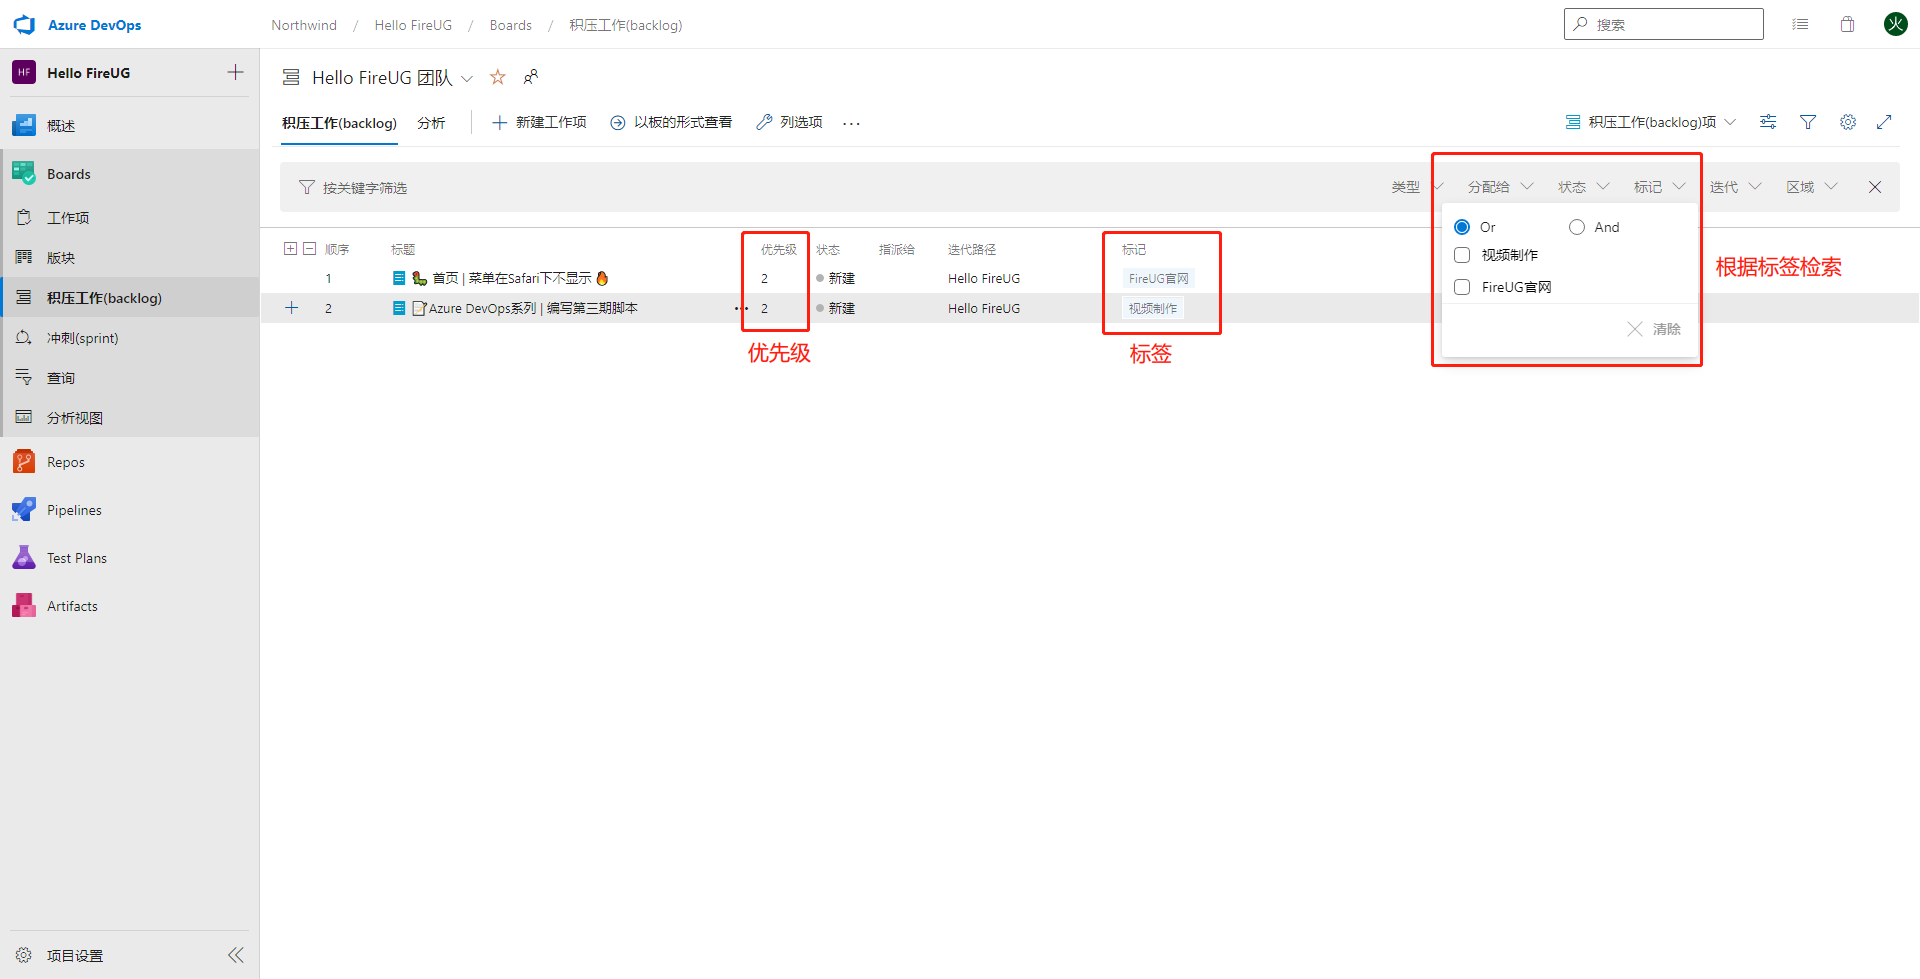 Azure DevOps
Northwind / Hello FireUG / Boards / 积压工作(backlog)
搜索
火
HF Hello FireUG
概述
Boards
工作项
版块
积压工作(backlog)
冲刺(sprint)
查询
分析视图
Repos
Pipelines
Test Plans
Artifacts
项目设置
Hello FireUG 团队
积压工作(backlog) 分析 新建工作项 以板的形式查看 列选项 ...
积压工作(backlog)项
按关键字筛选
类型 分配给 状态 标记 迭代 区域
Or And
视频制作
FireUG官网
清除
根据标签检索
顺序 标题 优先级 状态 指派给 迭代路径 标记
1 首页 | 菜单在Safari下不显示 2 新建 Hello FireUG FireUG官网
2 Azure DevOps系列 | 编写第三期脚本 ... 2 新建 Hello FireUG 视频制作
优先级
标签